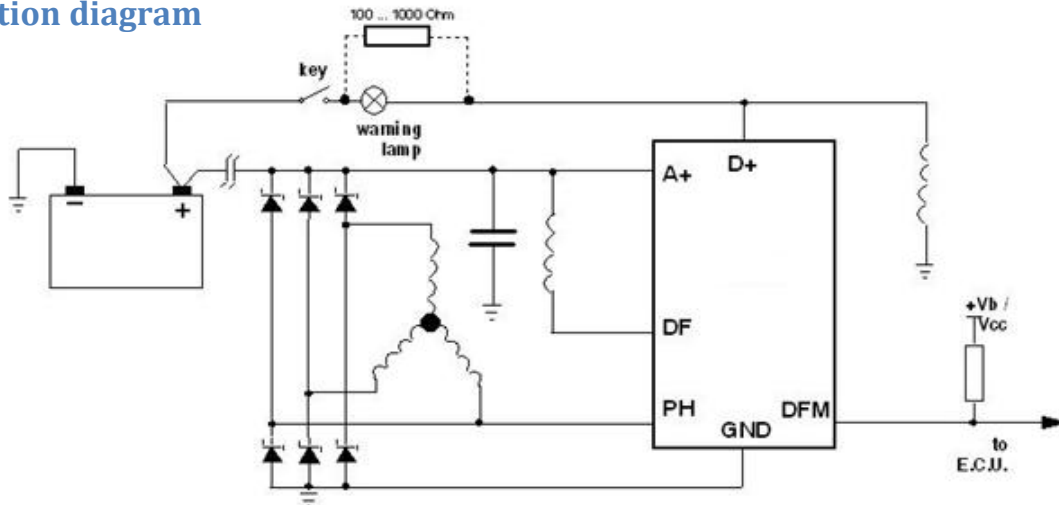 tion diagram
100 ... 1000 Ohm
key
warning
lamp
A+
D+
− +
DF
+Vb /
Vcc
PH
DFM
GND
to
E.C.U.